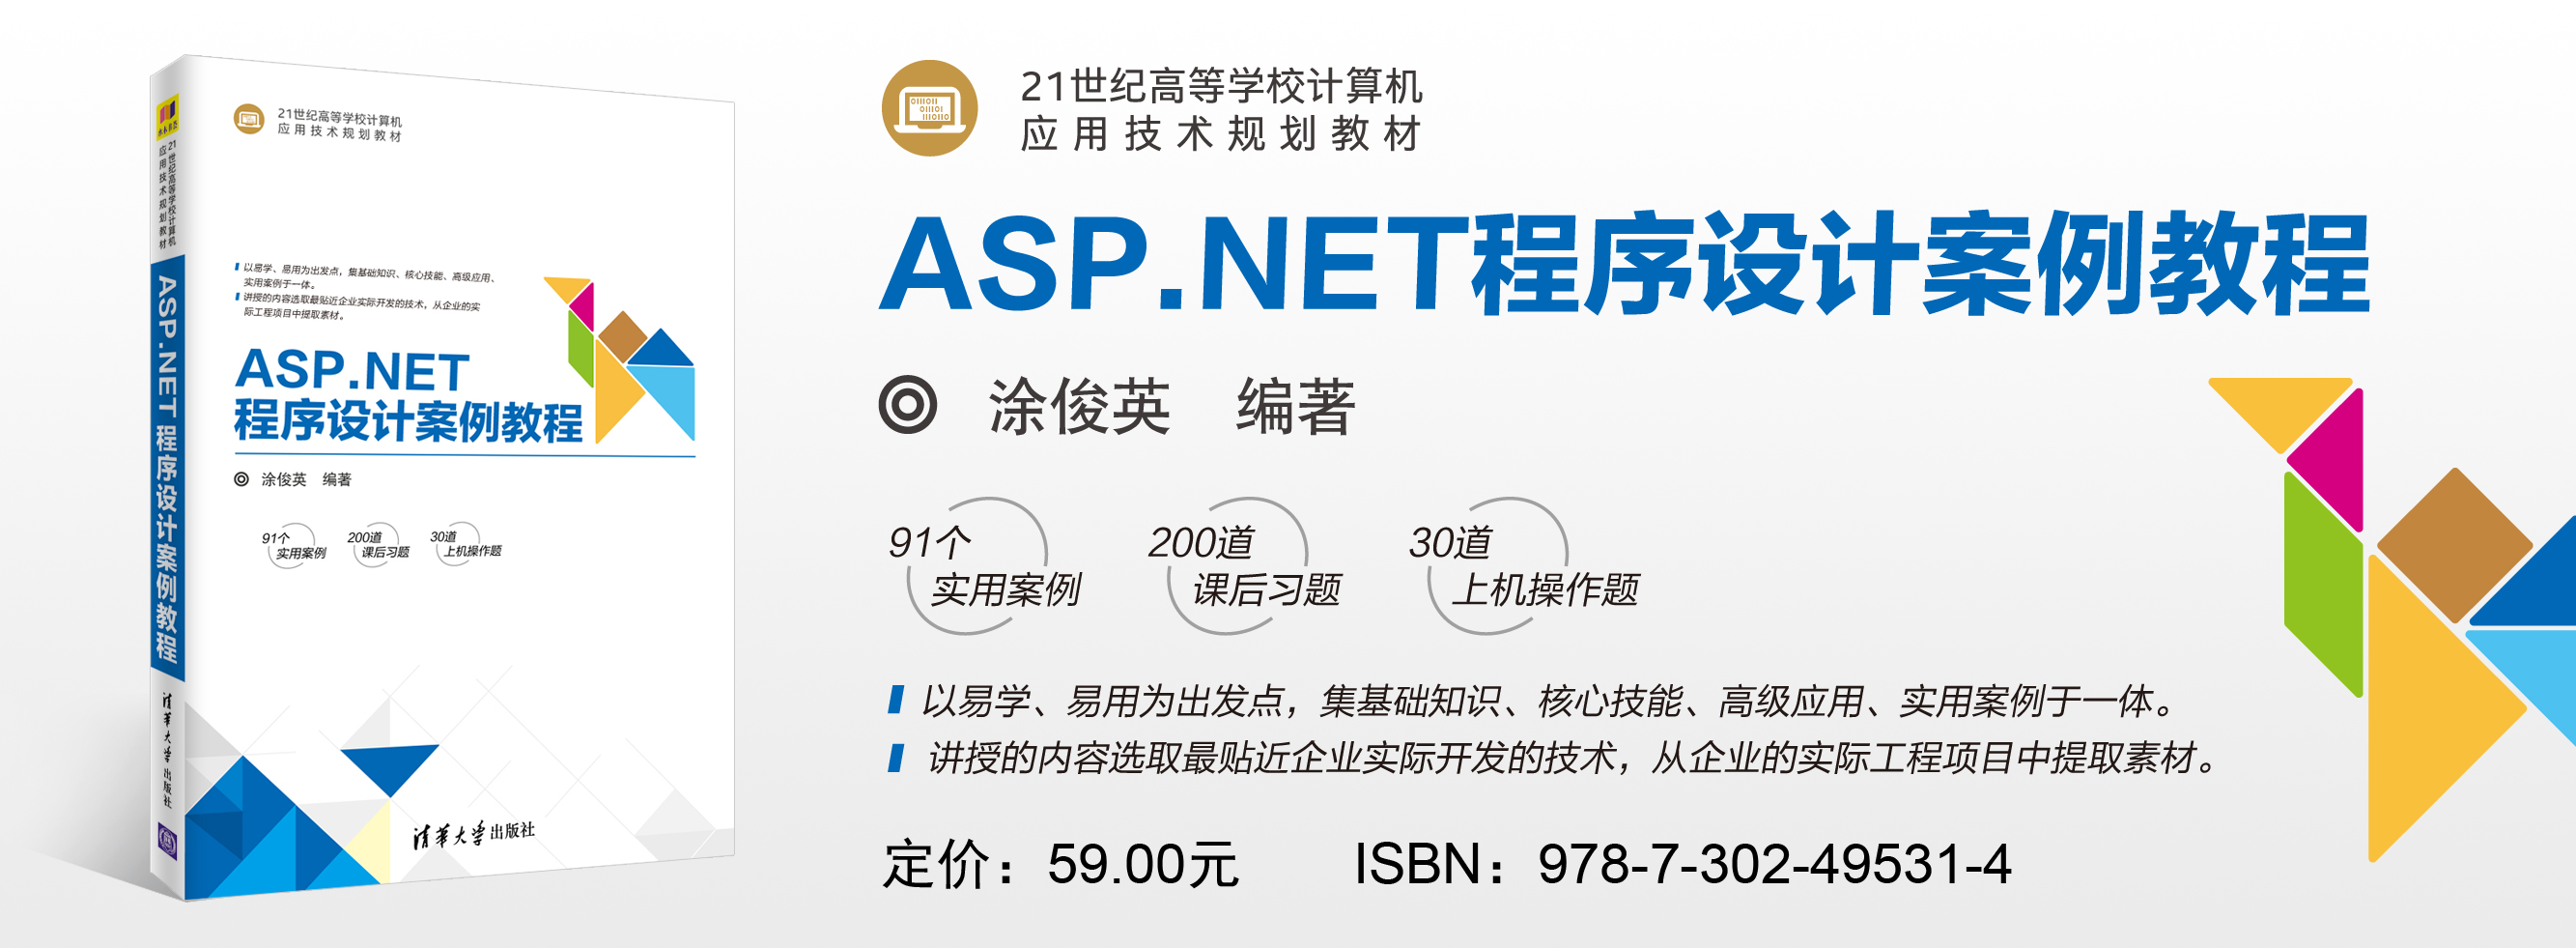 21世纪高等学校计算机
应用技术规划教材
ASP.NET 程序设计案例教程
清华大学出版社
21世纪高等学校计算机
应用技术规划教材
以易学、易用为出发点，集基础知识、核心技能、高级应用、
实用案例于一体。
讲授的内容选取最贴近企业实际开发的技术，从企业的实
际工程项目中提取素材。
ASP.NET
程序设计案例教程
涂俊英 编著
91个 200道 30道
实用案例 课后习题 上机操作题
清华大学出版社
21世纪高等学校计算机
应用技术规划教材
ASP.NET程序设计案例教程
涂俊英 编著
91个 200道 30道
实用案例 课后习题 上机操作题
以易学、易用为出发点，集基础知识、核心技能、高级应用、实用案例于一体。
讲授的内容选取最贴近企业实际开发的技术，从企业的实际工程项目中提取素材。
定价：59.00元 ISBN：978-7-302-49531-4